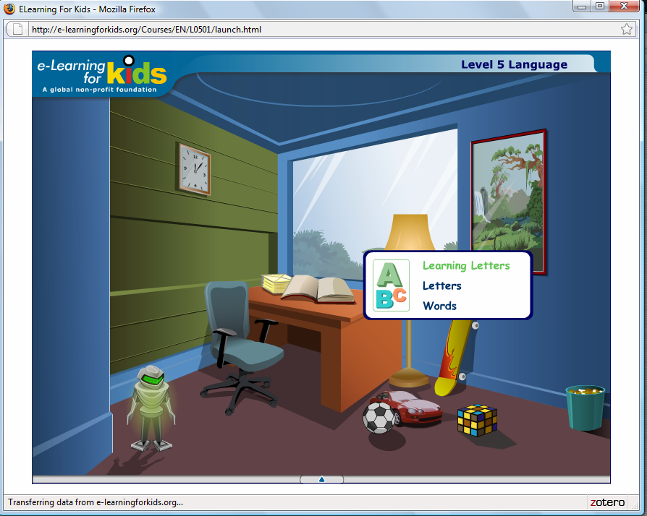 ELearning For Kids - Mozilla Firefox
http://e-learningforkids.org/Courses/EN/L0501/launch.html
e-Learning
for kids
A global non-profit foundation
Level 5 Language
Learning Letters
Letters
Words
A
B
C
Transferring data from e-learningforkids.org...
zotero